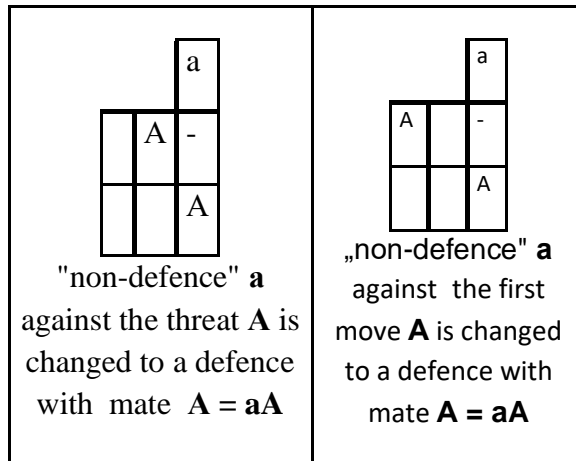 a
A -
A
"non-defence" a
against the threat A is
changed to a defence
with mate A = aA
a
A -
A
„non-defence" a
against the first
move A is changed
to a defence with
mate A = aA